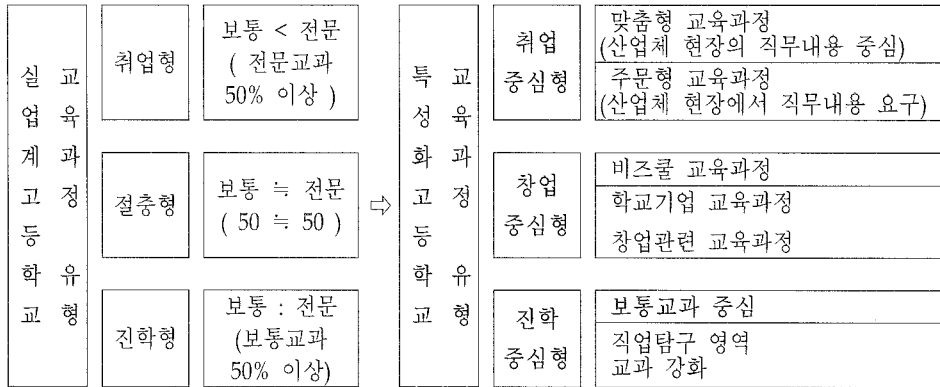 실업계고등학교
교육과정유형
취업형
보통 < 전문
( 전문교과
50% 이상 )
절충형
보통 ≒ 전문
( 50 ≒ 50 )
진학형
보통 : 전문
(보통교과
50% 이상)
⇨
특성화고등학교
교육과정유형
취업
중심형
맞춤형 교육과정
(산업체 현장의 직무내용 중심)
주문형 교육과정
(산업체 현장에서 직무내용 요구)
창업
중심형
비즈쿨 교육과정
학교기업 교육과정
창업관련 교육과정
진학
중심형
보통교과 중심
직업탐구 영역
교과 강화